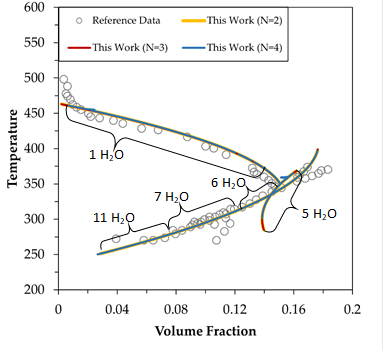 600
550
500
450
400
350
300
250
200
Temperature
Reference Data
This Work (N=2)
This Work (N=3)
This Work (N=4)
1 H₂O
6 H₂O
7 H₂O
11 H₂O
5 H₂O
0 0.04 0.08 0.12 0.16 0.2
Volume Fraction